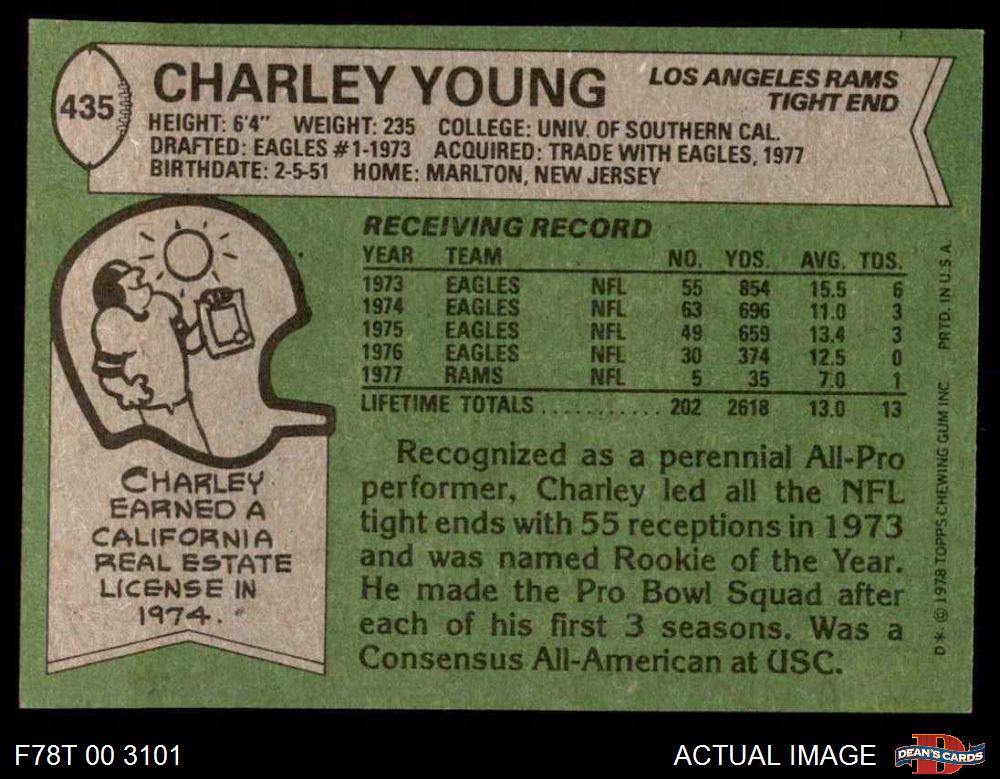 435
CHARLEY YOUNG
LOS ANGELES RAMS
TIGHT END
HEIGHT: 6'4" WEIGHT: 235 COLLEGE: UNIV. OF SOUTHERN CAL.
DRAFTED: EAGLES #1-1973 ACQUIRED: TRADE WITH EAGLES, 1977
BIRTHDATE: 2-5-51 HOME: MARLTON, NEW JERSEY
RECEIVING RECORD
YEAR TEAM NO. YDS. AVG. TDS.
1973 EAGLES NFL 55 854 15.5 6
1974 EAGLES NFL 63 696 11.0 3
1975 EAGLES NFL 49 659 13.4 3
1976 EAGLES NFL 30 374 12.5 0
1977 RAMS NFL 5 35 7.0 1
LIFETIME TOTALS ........... 202 2618 13.0 13
CHARLEY
EARNED A
CALIFORNIA
REAL ESTATE
LICENSE IN
1974.
Recognized as a perennial All-Pro
performer, Charley led all the NFL
tight ends with 55 receptions in 1973
and was named Rookie of the Year.
He made the Pro Bowl Squad after
each of his first 3 seasons. Was a
Consensus All-American at USC.
D* © 1978 TOPPS CHEWING GUM INC. PRTD. IN U.S.A.
F78T 00 3101
ACTUAL IMAGE
D
DEAN'S CARDS